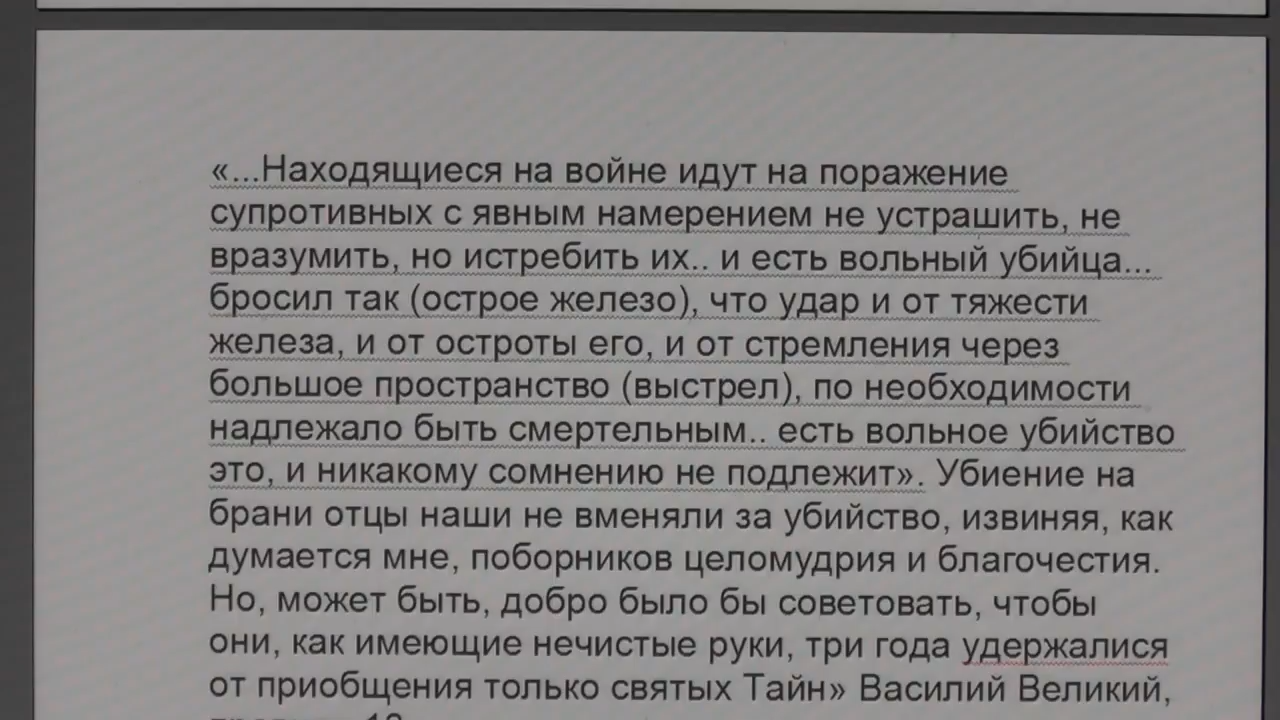 «...Находящиеся на войне идут на поражение
супротивных с явным намерением не устрашить, не
вразумить, но истребить их.. и есть вольный убийца...
бросил так (острое железо), что удар и от тяжести
железа, и от остроты его, и от стремления через
большое пространство (выстрел), по необходимости
надлежало быть смертельным.. есть вольное убийство
это, и никакому сомнению не подлежит». Убиение на
брани отцы наши не вменяли за убийство, извиняя, как
думается мне, поборников целомудрия и благочестия.
Но, может быть, добро было бы советовать, чтобы
они, как имеющие нечистые руки, три года удержалися
от приобщения только святых Тайн» Василий Великий,